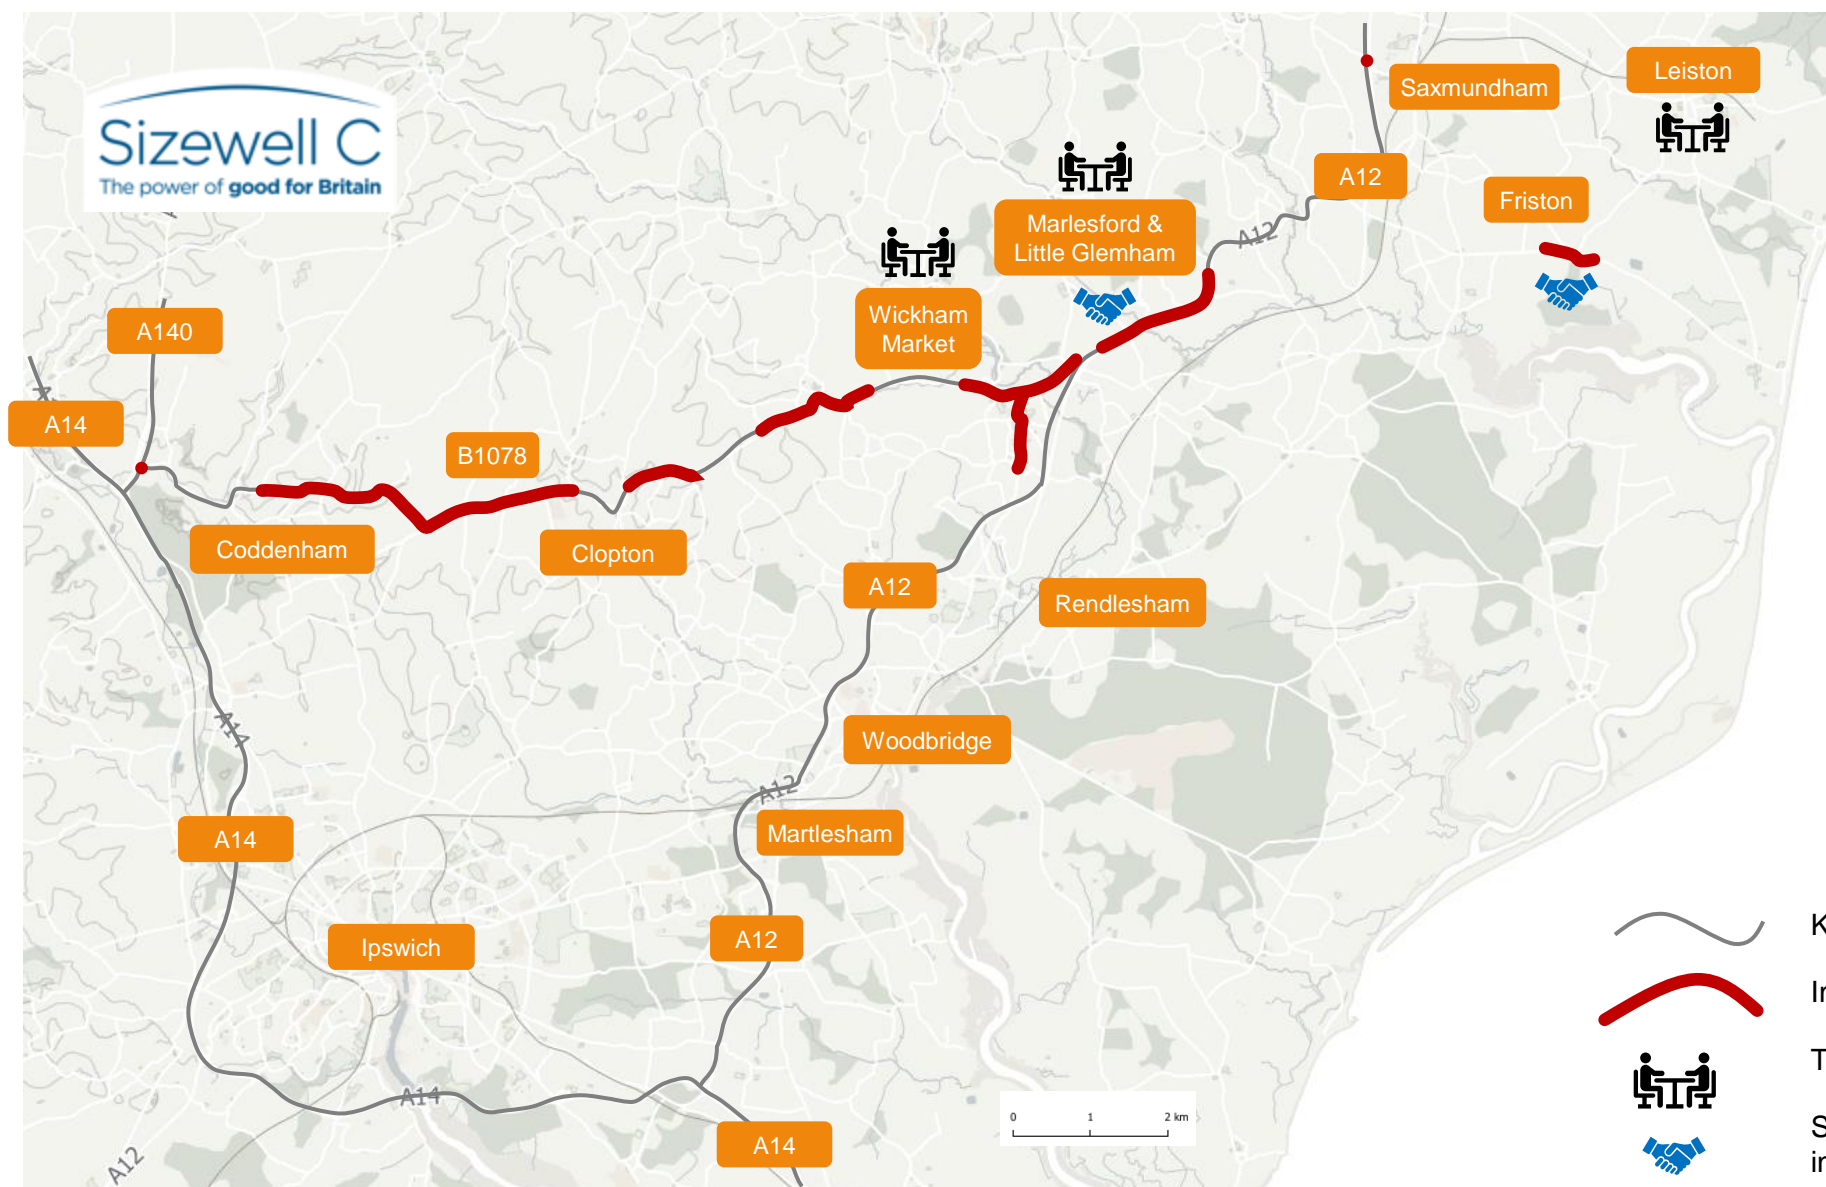 Sizewell C
The power of good for Britain
Saxmundham
Leiston
A12
Friston
Marlesford &
Little Glemham
A12
Wickham
Market
A140
A14
B1078
Coddenham
Clopton
A12
Rendlesham
A14
Woodbridge
A12
Martlesham
A14
Ipswich
A12
A14
A14
A12
0 1 2 km